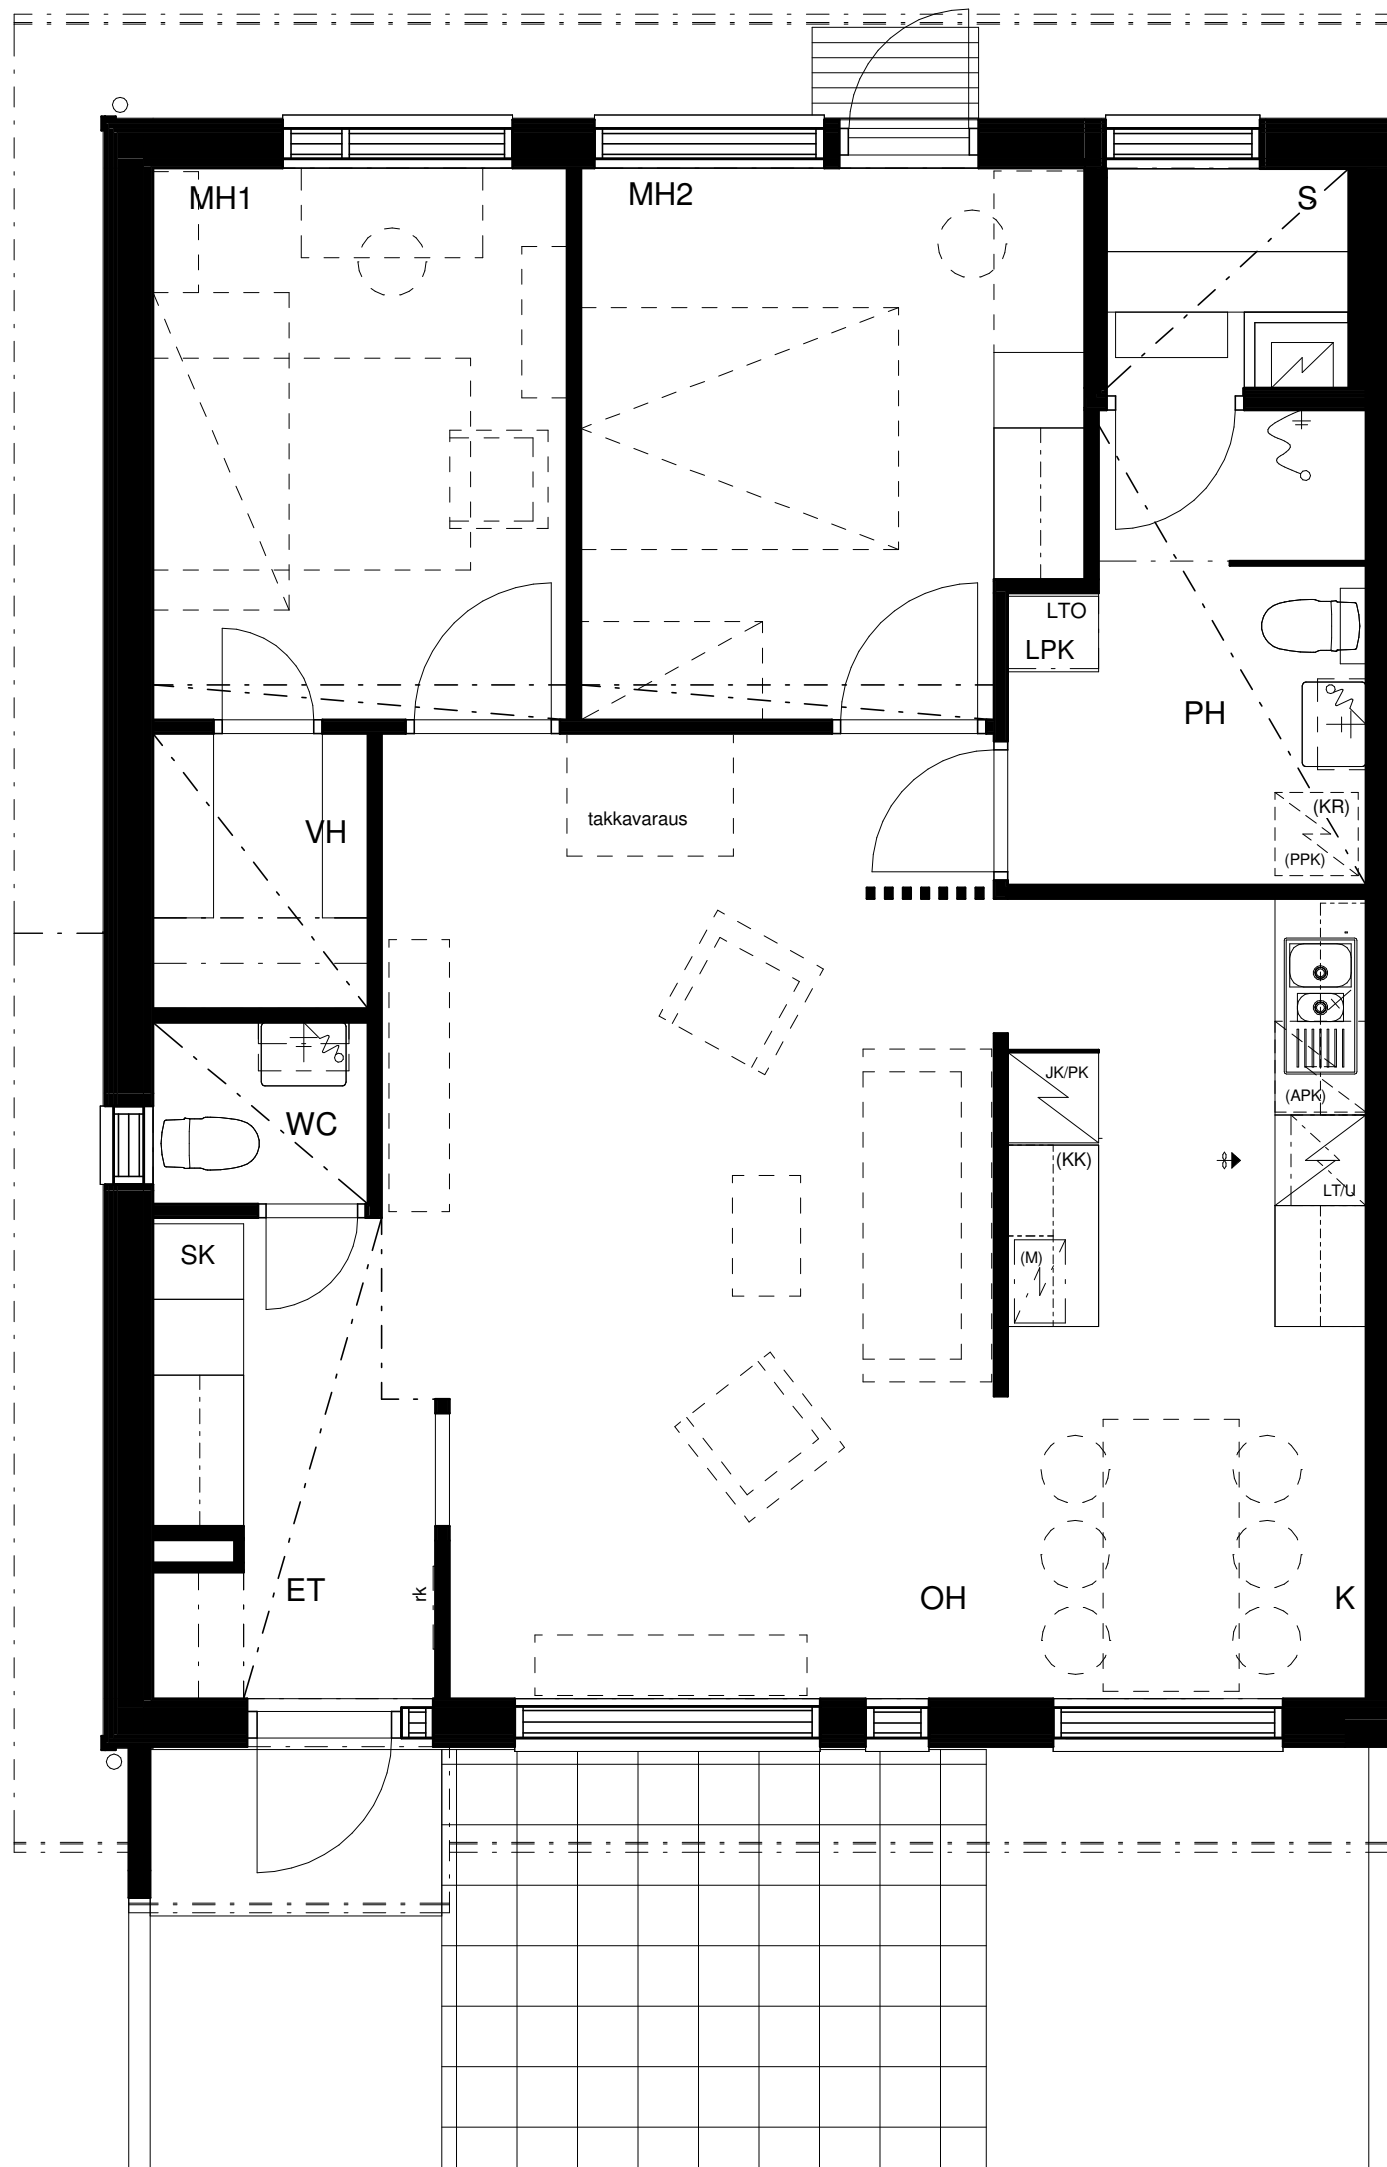 MH1
MH2
S
LTO
LPK
PH
(KR)
(PPK)
takkavaraus
VH
WC
JK/PK
(KK)
(M)
(APK)
LT/U
SK
ET
rk
OH
K